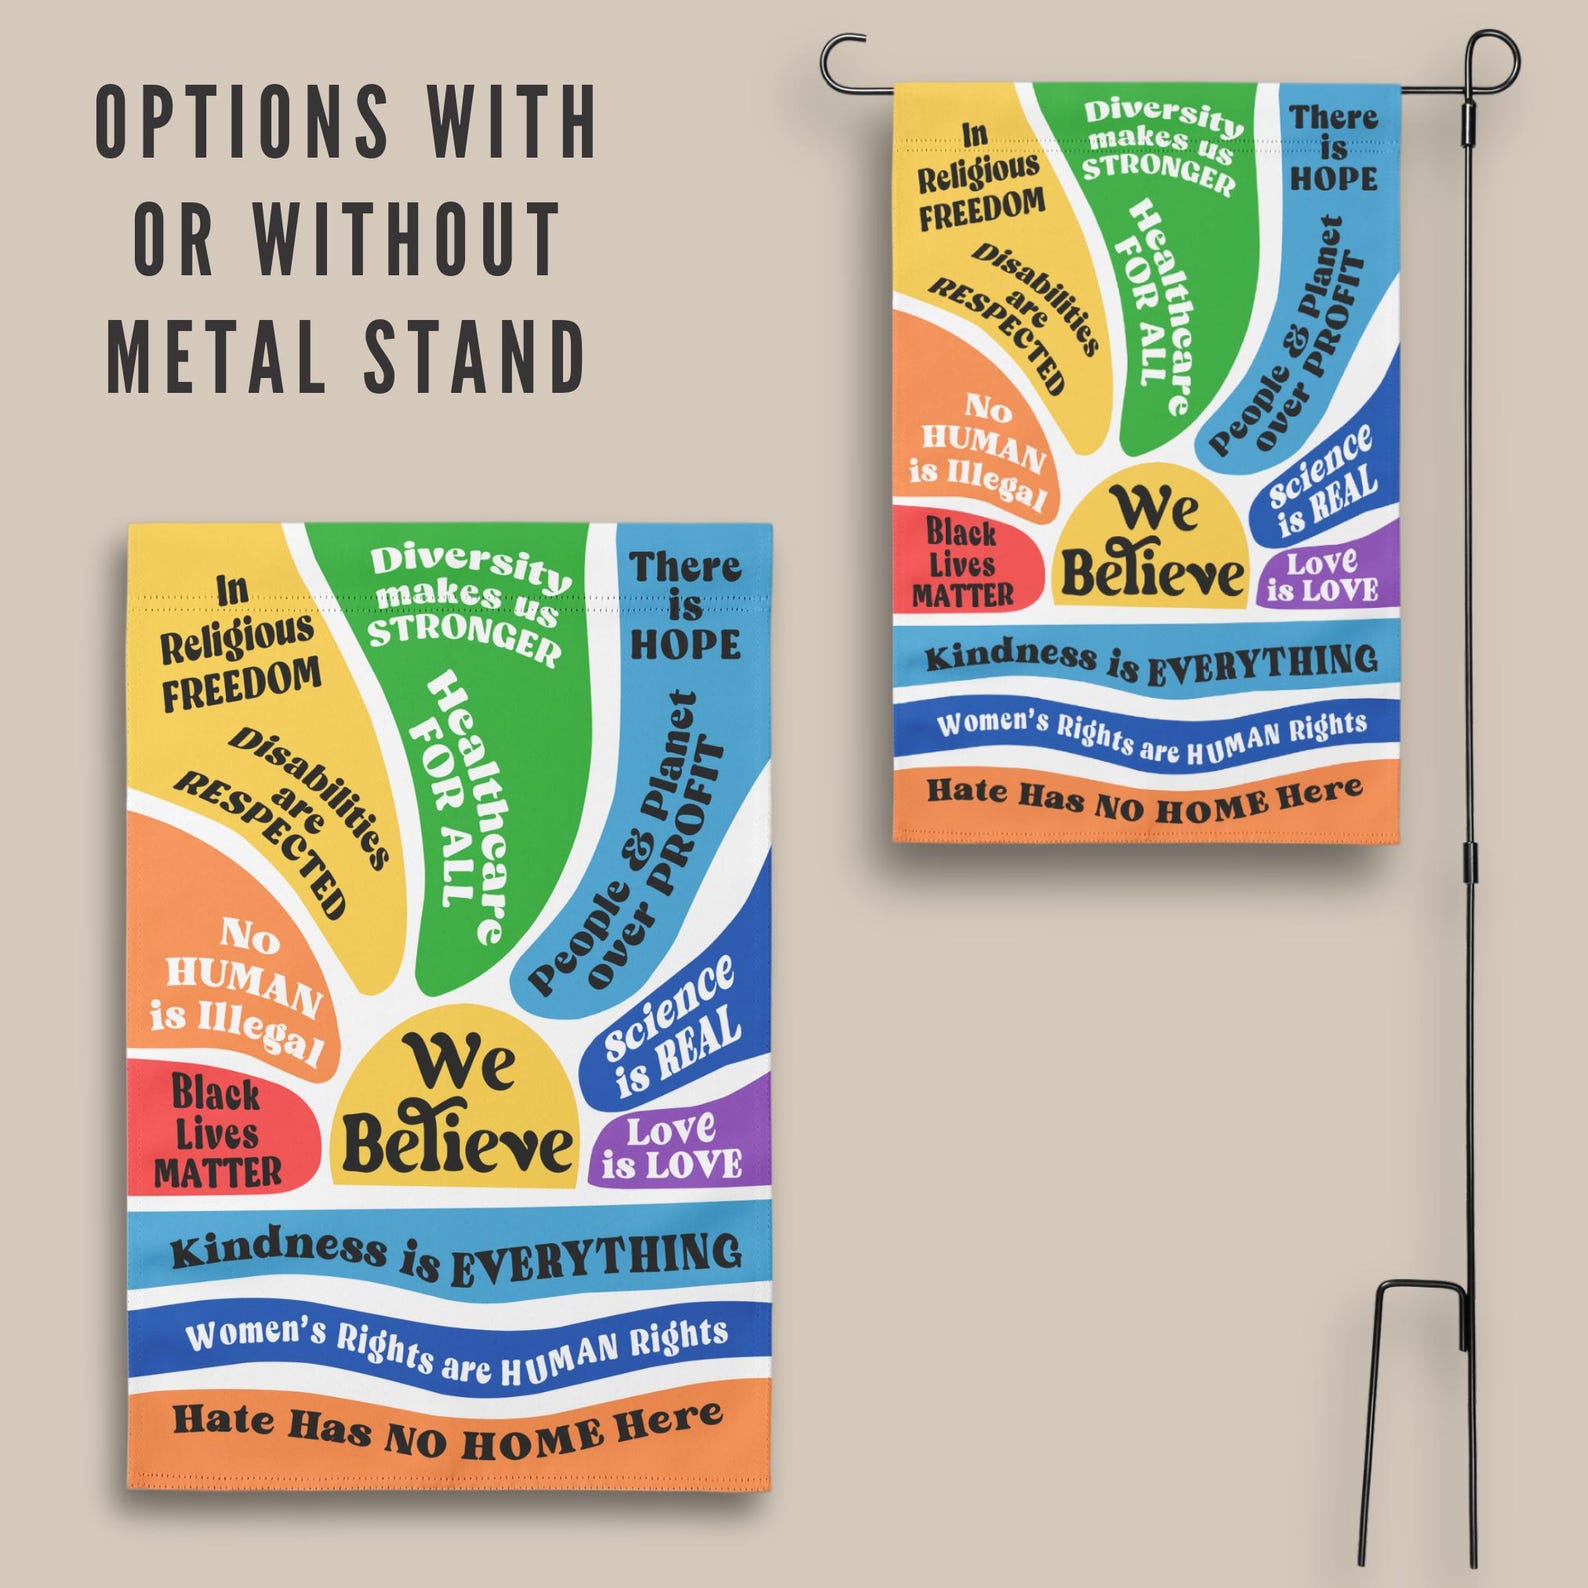 OPTIONS WITH
OR WITHOUT
METAL STAND
In
Religious
FREEDOM
Disabilities
are
RESPECTED
Diversity
makes us
STRONGER
Healthcare
FOR ALL
There
is
HOPE
People & Planet
over PROFIT
No
HUMAN
is Illegal
Science
is REAL
Black
Lives
MATTER
We
Believe
Love
is LOVE
Kindness is EVERYTHING
Women's Rights are HUMAN Rights
Hate Has NO HOME Here
In
Religious
FREEDOM
Disabilities
are
RESPECTED
Diversity
makes us
STRONGER
Healthcare
FOR ALL
There
is
HOPE
People & Planet
over PROFIT
No
HUMAN
is Illegal
Science
is REAL
Black
Lives
MATTER
We
Believe
Love
is LOVE
Kindness is EVERYTHING
Women's Rights are HUMAN Rights
Hate Has NO HOME Here